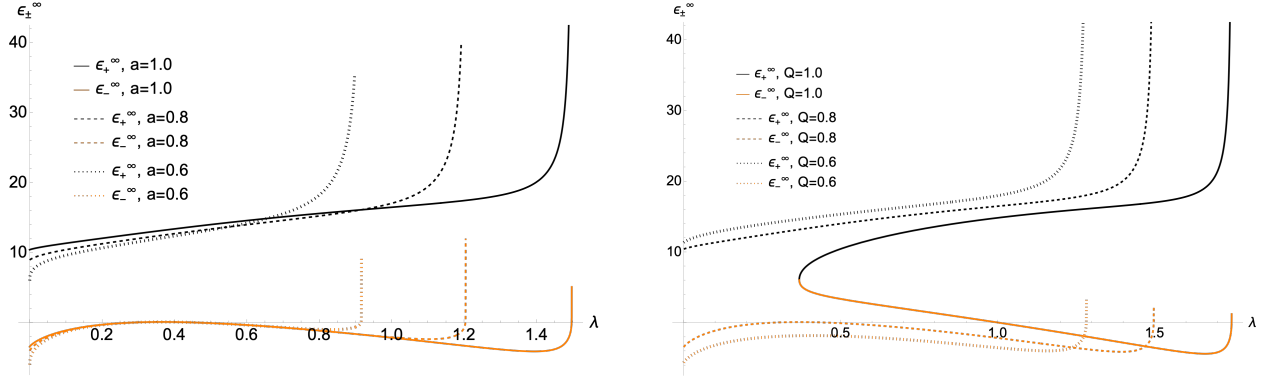 ϵ±^∞
40
30
20
10
ϵ₊^∞, a=1.0
ϵ₋^∞, a=1.0
ϵ₊^∞, a=0.8
ϵ₋^∞, a=0.8
ϵ₊^∞, a=0.6
ϵ₋^∞, a=0.6
0.2 0.4 0.6 0.8 1.0 1.2 1.4 λ
ϵ±^∞
40
30
20
10
ϵ₊^∞, Q=1.0
ϵ₋^∞, Q=1.0
ϵ₊^∞, Q=0.8
ϵ₋^∞, Q=0.8
ϵ₊^∞, Q=0.6
ϵ₋^∞, Q=0.6
0.5 1.0 1.5 λ